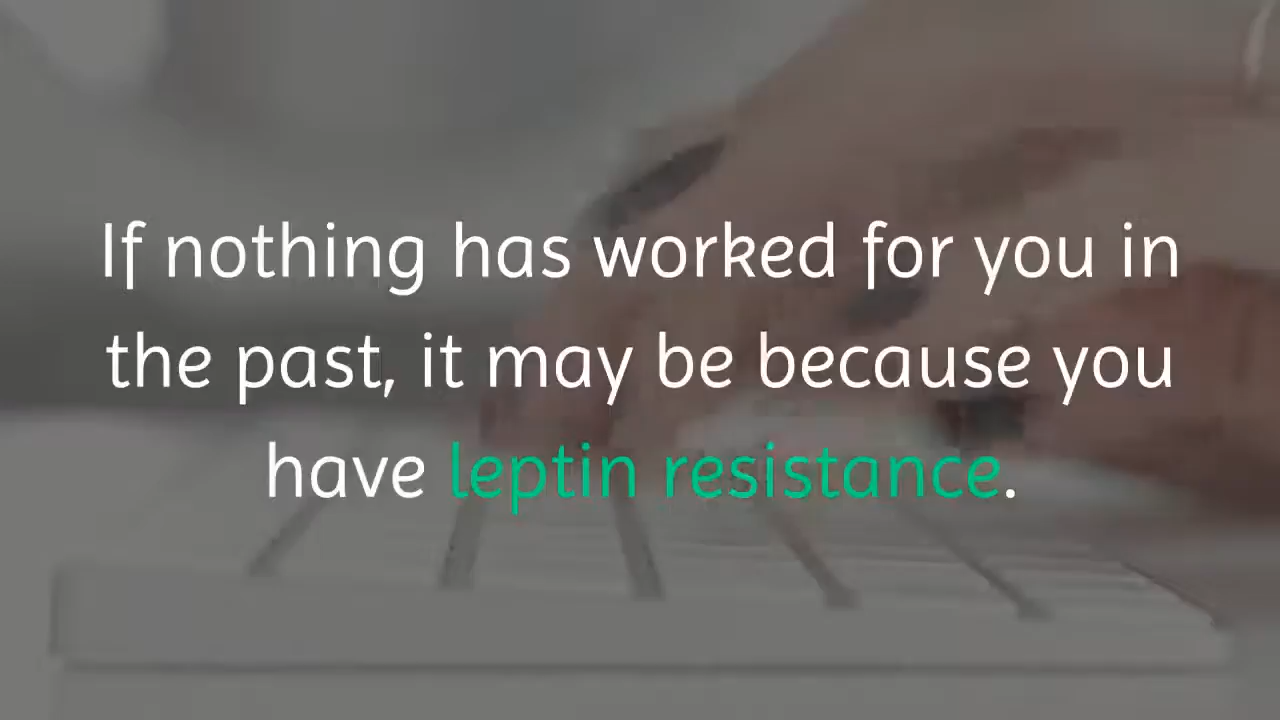 If nothing has worked for you in
the past, it may be because you
have leptin resistance.